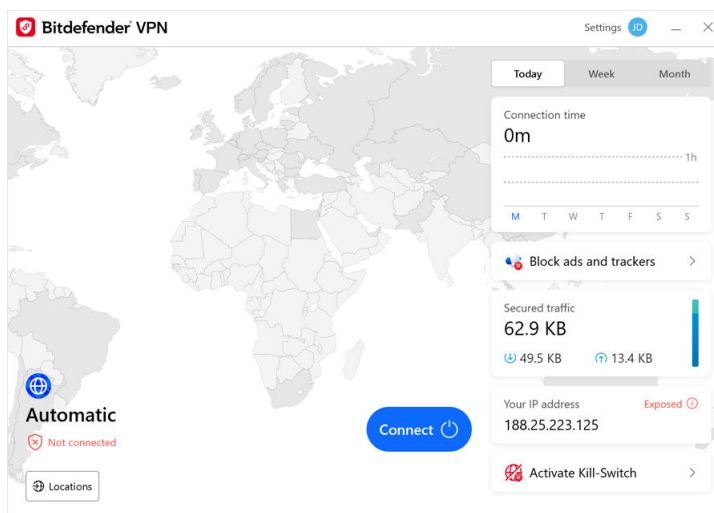 Bitdefender® VPN
Settings JD
Today Week Month
Connection time
0m
1h
M T W T F S S
Block ads and trackers
Secured traffic
62.9 KB
49.5 KB 13.4 KB
Your IP address Exposed
188.25.223.125
Activate Kill-Switch
Automatic
Not connected
Connect
Locations